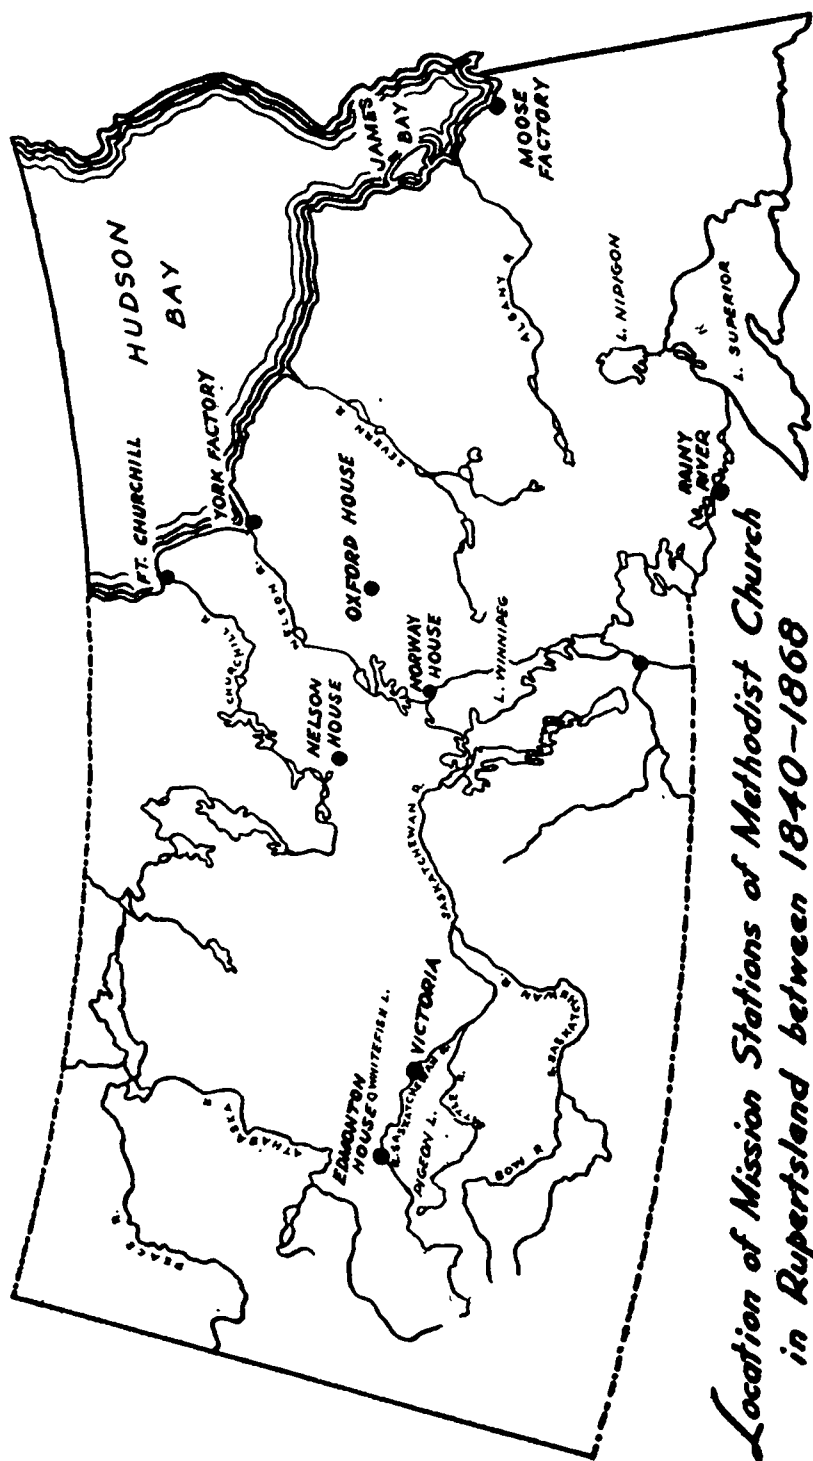 HUDSON
BAY
JAMES
BAY
MOOSE
FACTORY
FT. CHURCHILL
YORK FACTORY
OXFORD HOUSE
NORWAY
HOUSE
NELSON
HOUSE
CHURCHILL R
NELSON R.
SEVERN R
ALBANY R
L. NIPIGON
L. SUPERIOR
RAINY
RIVER
L. WINNIPEG
SASKATCHEWAN R.
VICTORIA
EDMONTON
HOUSE
WHITEFISH L.
N. SASKATCHEWAN R.
PIGEON L.
S. SASKATCHEWAN R.
BOW R
ATHABASKA R
PEACE R.
Location of Mission Stations of Methodist Church
in Rupertsland between 1840-1868